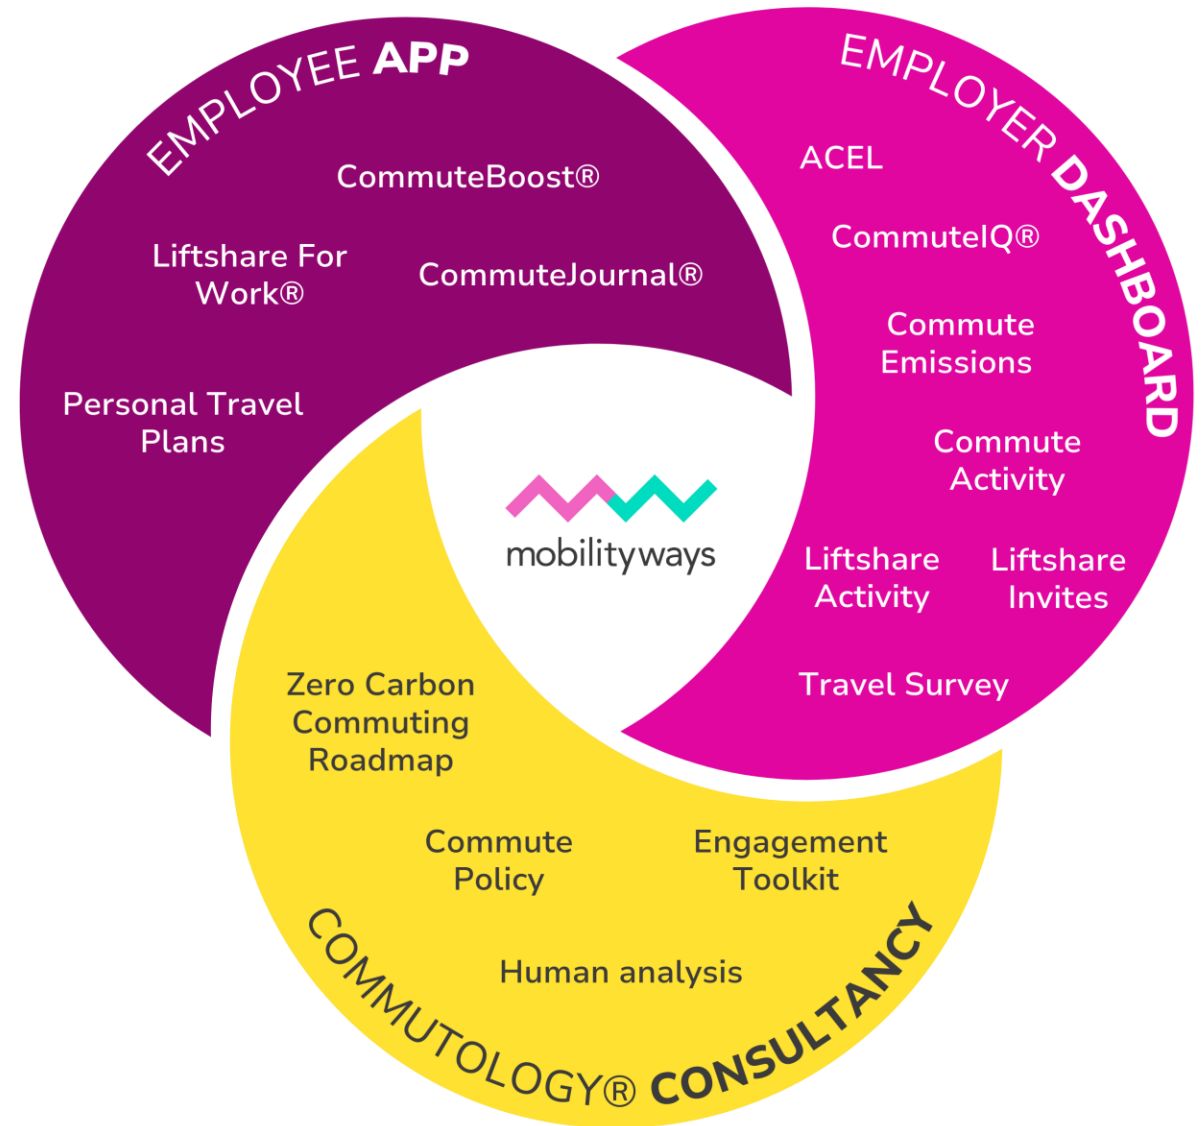 EMPLOYEE APP
CommuteBoost®
Liftshare For
Work®
CommuteJournal®
Personal Travel
Plans
EMPLOYER DASHBOARD
ACEL
CommuteIQ®
Commute
Emissions
Commute
Activity
Liftshare
Activity
Liftshare
Invites
Travel Survey
mobilityways
Zero Carbon
Commuting
Roadmap
Commute
Policy
Engagement
Toolkit
Human analysis
COMMUTOLOGY® CONSULTANCY